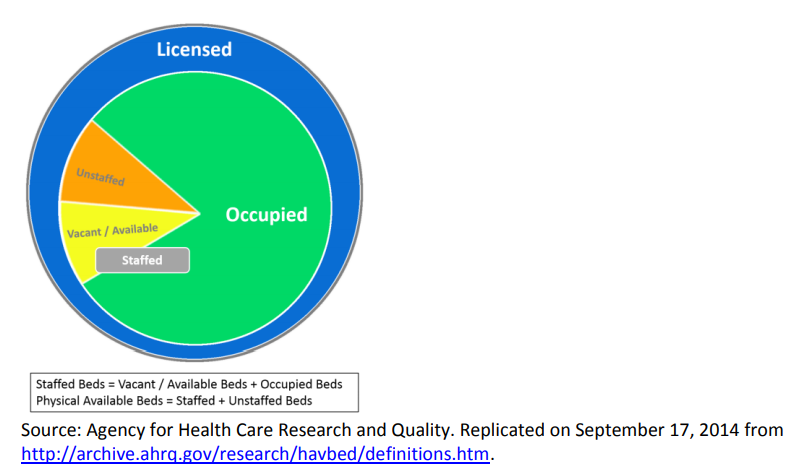 Licensed
Unstaffed
Occupied
Vacant / Available
Staffed
Staffed Beds = Vacant / Available Beds + Occupied Beds
Physical Available Beds = Staffed + Unstaffed Beds
Source: Agency for Health Care Research and Quality. Replicated on September 17, 2014 from
http://archive.ahrq.gov/research/havbed/definitions.htm.